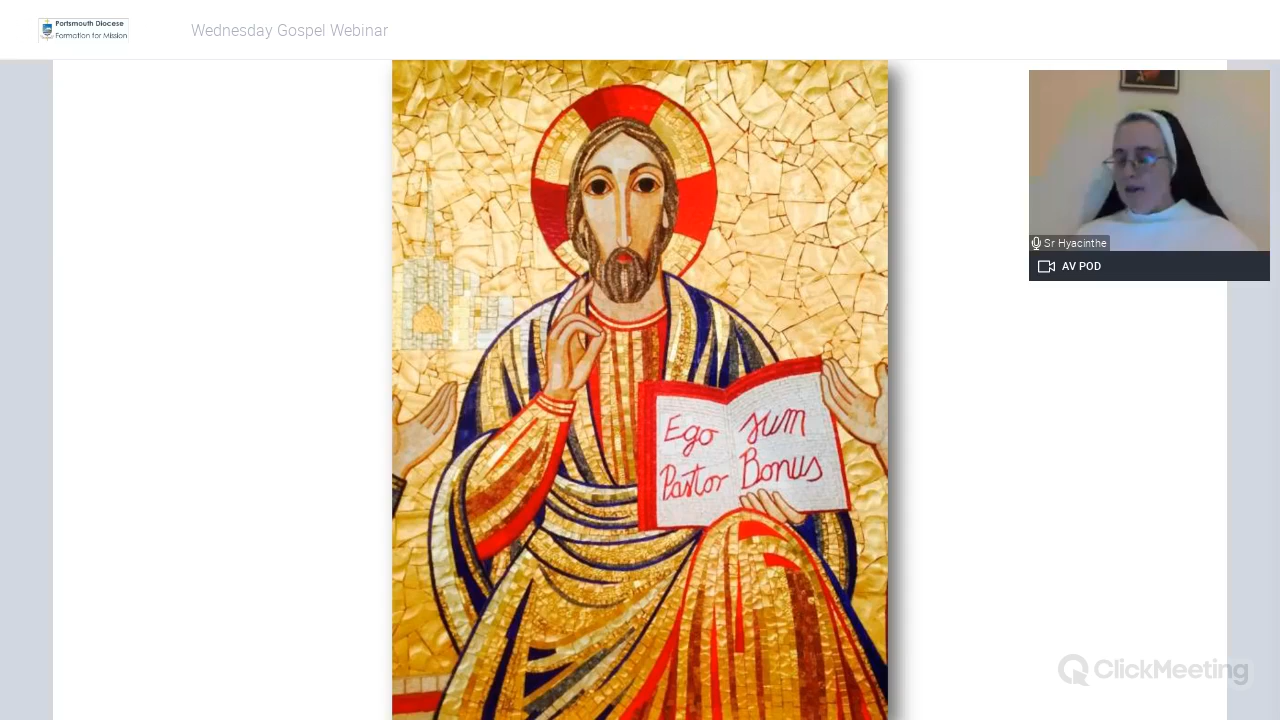 Portsmouth Diocese
Formation for Mission
Wednesday Gospel Webinar
Sr Hyacinthe
AV POD
Ego sum
Pastor Bonus
ClickMeeting